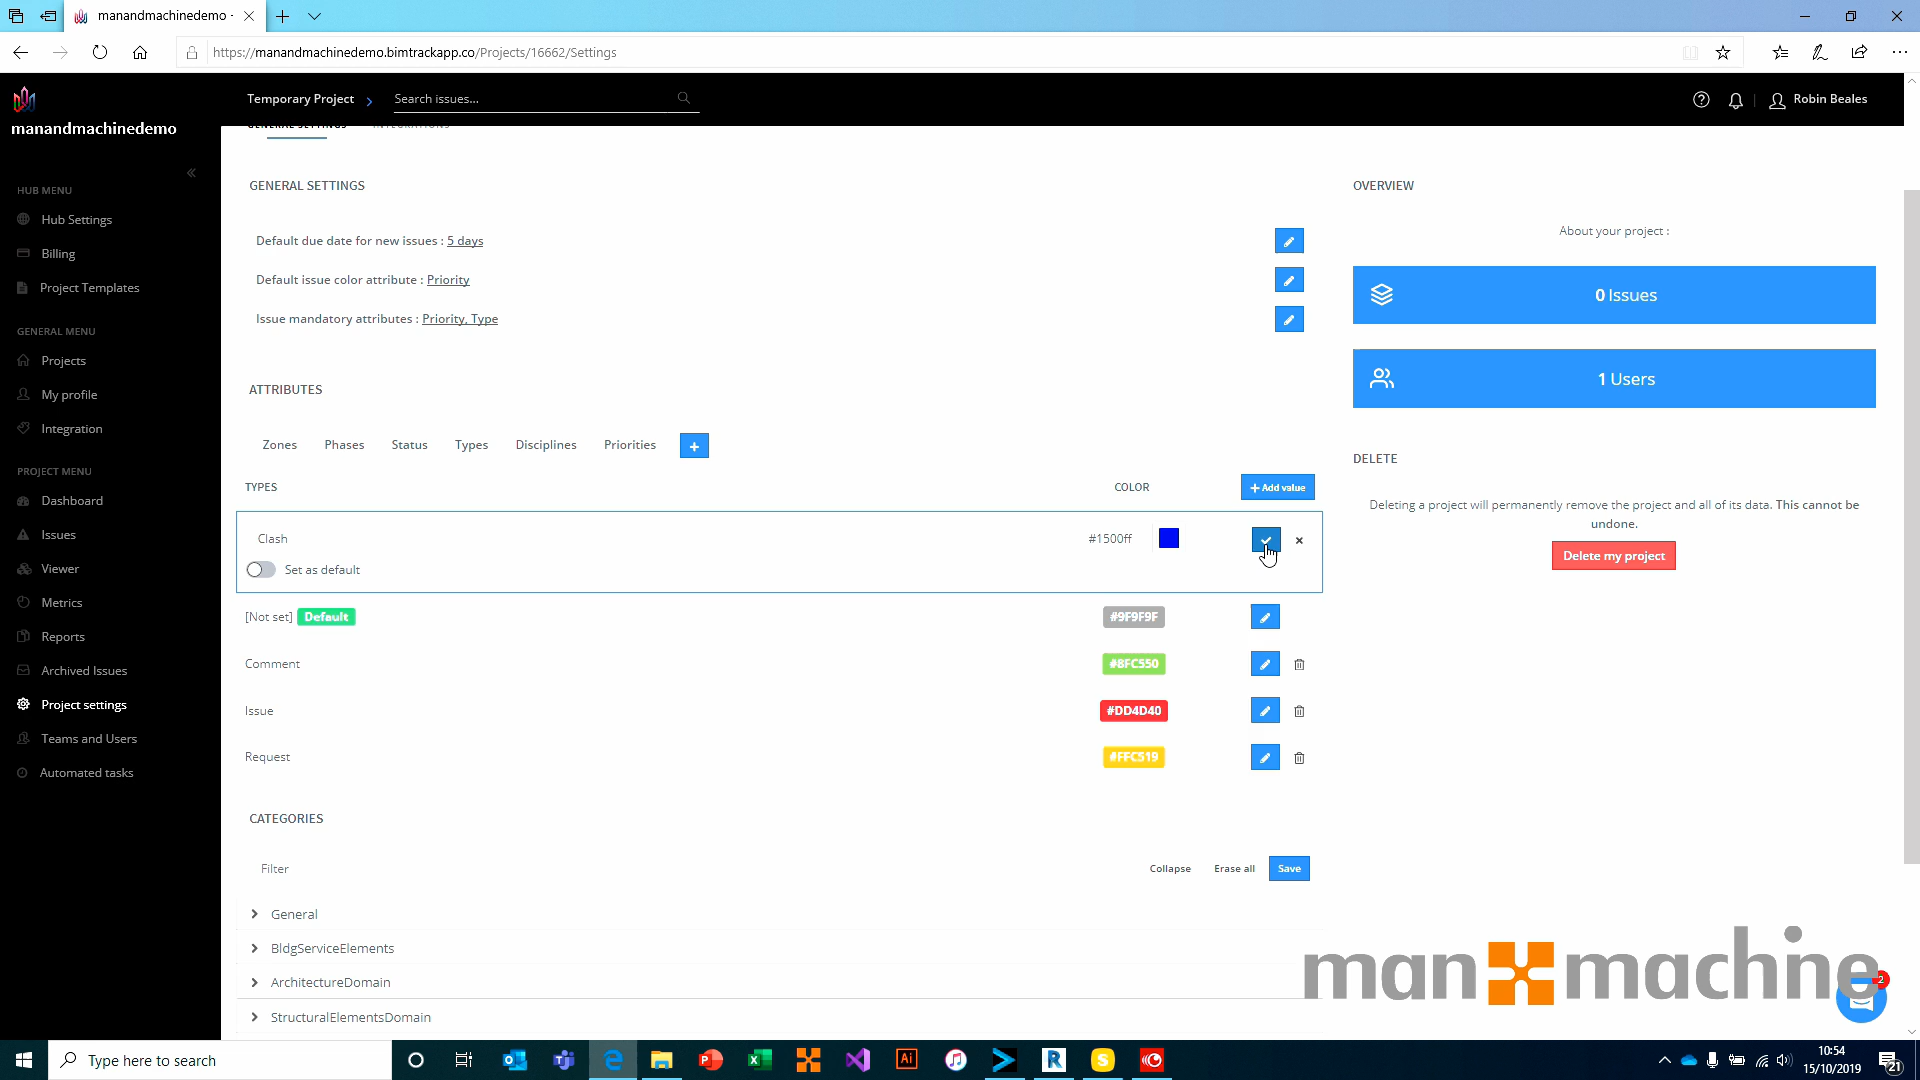 manandmachinedemo -
https://manandmachinedemo.bimtrackapp.co/Projects/16662/Settings
manandmachinedemo
Temporary Project
Search issues...
Robin Beales
GENERAL SETTINGS
INTEGRATIONS
HUB MENU
Hub Settings
Billing
Project Templates
GENERAL MENU
Projects
My profile
Integration
PROJECT MENU
Dashboard
Issues
Viewer
Metrics
Reports
Archived Issues
Project settings
Teams and Users
Automated tasks
GENERAL SETTINGS
Default due date for new issues : 5 days
Default issue color attribute : Priority
Issue mandatory attributes : Priority, Type
ATTRIBUTES
Zones Phases Status Types Disciplines Priorities +
TYPES COLOR + Add value
Clash #1500ff
Set as default
[Not set] Default #9F9F9F
Comment #8FC550
Issue #DD4D40
Request #FFC519
CATEGORIES
Filter Collapse Erase all Save
General
BldgServiceElements
ArchitectureDomain
StructuralElementsDomain
OVERVIEW
About your project :
0 Issues
1 Users
DELETE
Deleting a project will permanently remove the project and all of its data. This cannot be
undone.
Delete my project
man machine
2
Type here to search
10:54
15/10/2019
21